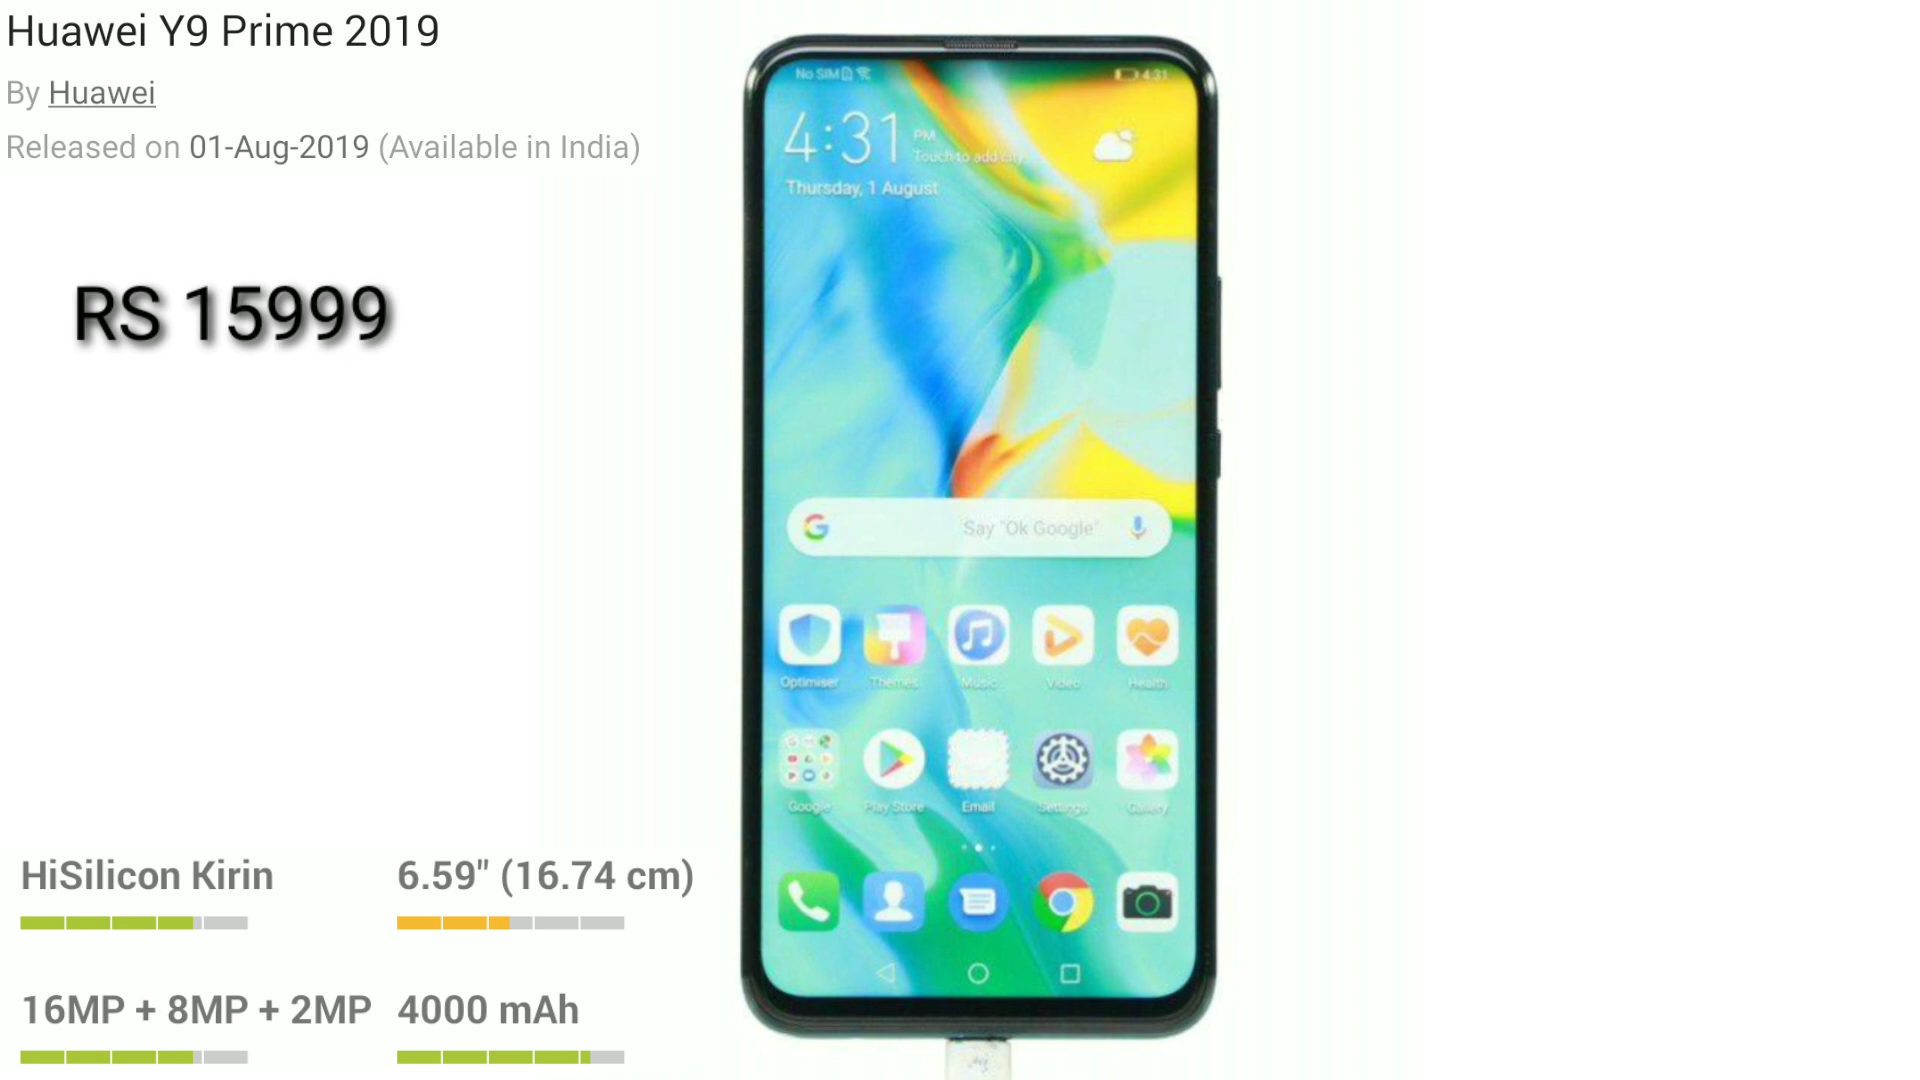 Huawei Y9 Prime 2019
By Huawei
Released on 01-Aug-2019 (Available in India)
RS 15999
No SIM 4:31
4:31 PM
Touch to add city
Thursday, 1 August
Say "Ok Google"
Optimiser Themes Music Video Health
Google Play Store Email Settings Gallery
HiSilicon Kirin 6.59" (16.74 cm)
16MP + 8MP + 2MP 4000 mAh